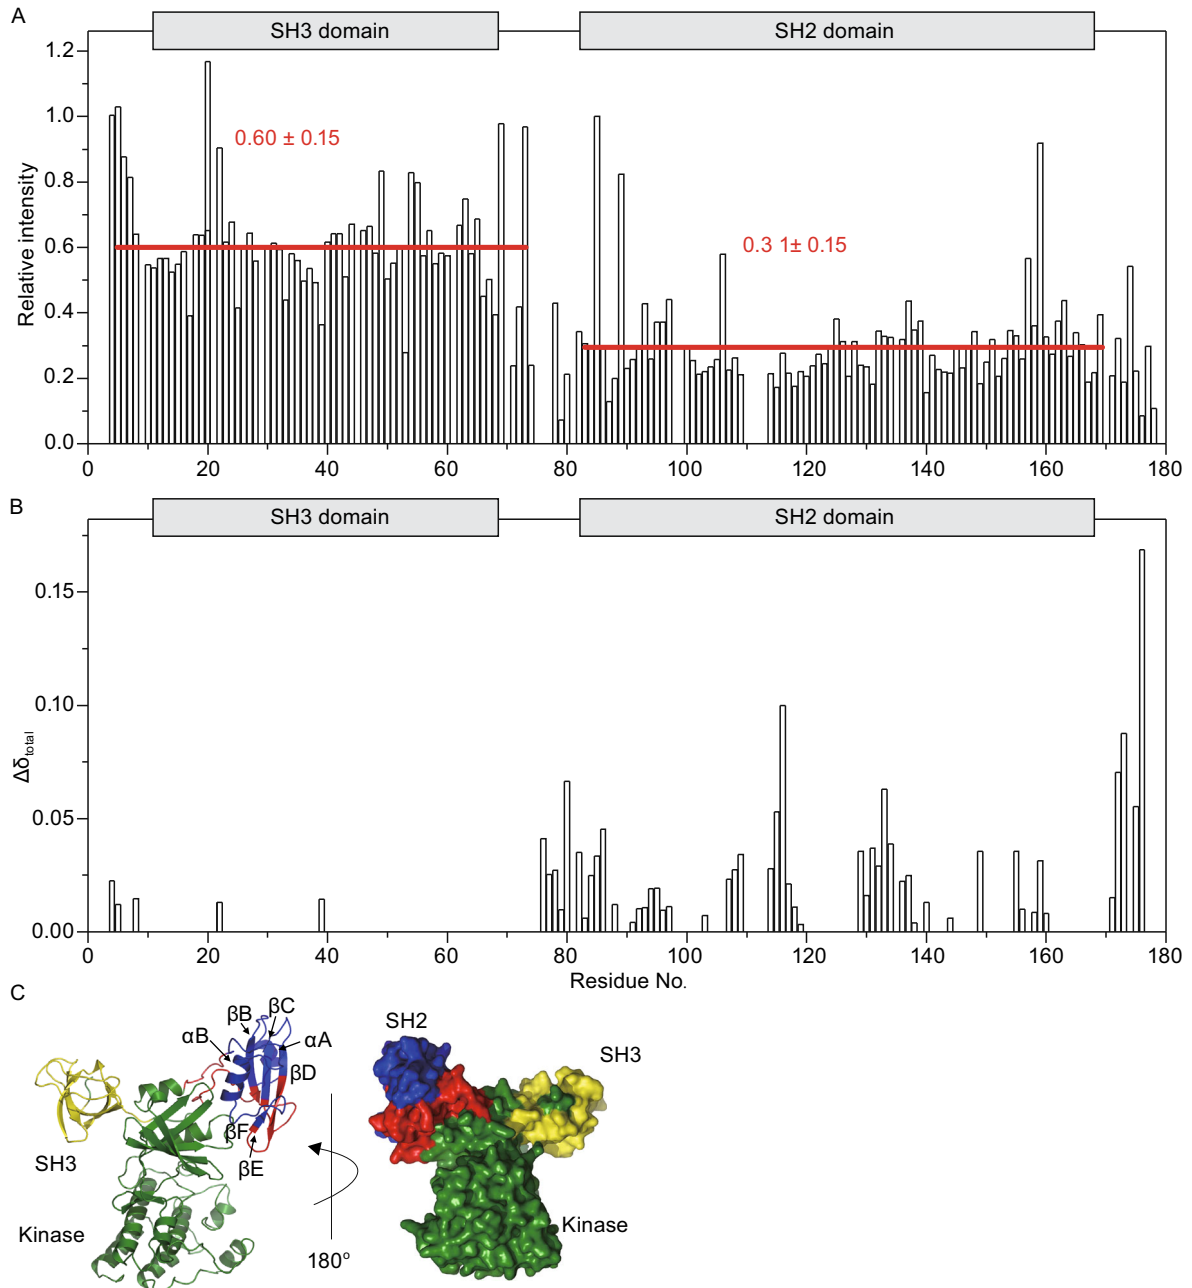 A
SH3 domain
SH2 domain
1.2
1.0
0.8
0.6
0.4
0.2
0.0
Relative intensity
0.60 ± 0.15
0.3 1± 0.15
0 20 40 60 80 100 120 140 160 180
B
SH3 domain
SH2 domain
0.15
0.10
0.05
0.00
Δδtotal
0 20 40 60 80 100 120 140 160 180
Residue No.
C
βB
βC
αB
αA
βD
βF
βE
SH3
Kinase
180°
SH2
SH3
Kinase